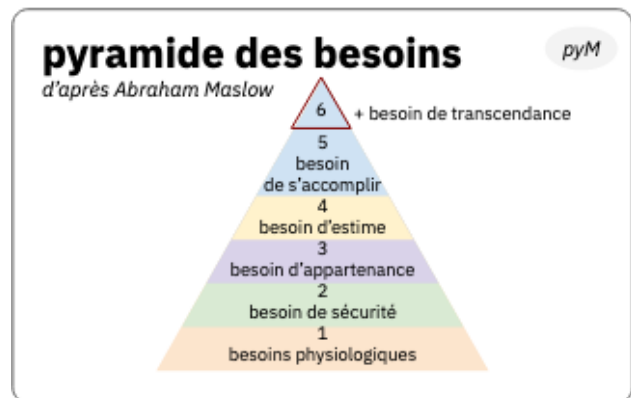 pyramide des besoins
pyM
d'après Abraham Maslow
6
+ besoin de transcendance
5
besoin
de s'accomplir
4
besoin d'estime
3
besoin d'appartenance
2
besoin de sécurité
1
besoins physiologiques